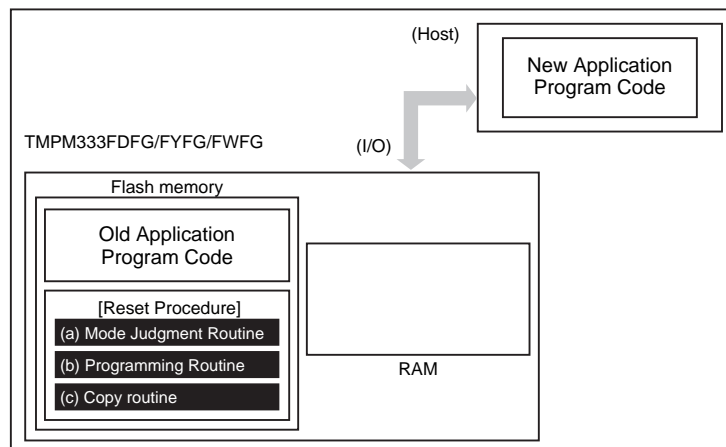 (Host)
New Application
Program Code
TMPM333FDFG/FYFG/FWFG
(I/O)
Flash memory
Old Application
Program Code
[Reset Procedure]
(a) Mode Judgment Routine
(b) Programming Routine
(c) Copy routine
RAM